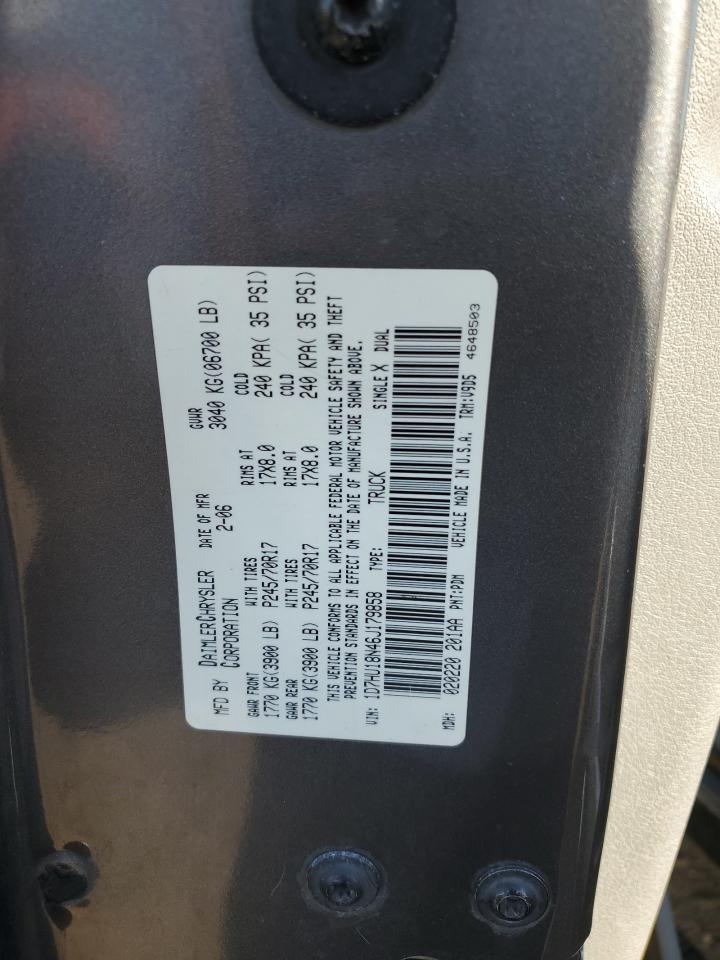 MFD BY DAIMLERCHRYSLER CORPORATION DATE OF MFR 2-06 GVWR 3040 KG(06700 LB)
GAWR FRONT WITH TIRES RIMS AT COLD
1770 KG(3900 LB) P245/70R17 17X8.0 240 KPA( 35 PSI)
GAWR REAR WITH TIRES RIMS AT COLD
1770 KG(3900 LB) P245/70R17 17X8.0 240 KPA( 35 PSI)
THIS VEHICLE CONFORMS TO ALL APPLICABLE FEDERAL MOTOR VEHICLE SAFETY AND THEFT
PREVENTION STANDARDS IN EFFECT ON THE DATE OF MANUFACTURE SHOWN ABOVE.
VIN: 1D7HU18N46J179858 TYPE: TRUCK SINGLE X DUAL
MDH: 020220 201AA PNT:PDM VEHICLE MADE IN U.S.A. TRM:V9D5 4648503